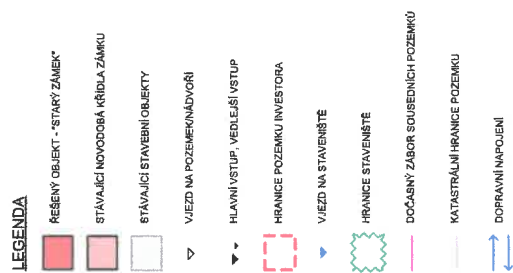 LEGENDA
ŘEŠENÝ OBJEKT - "STARÝ ZÁMEK"
STÁVAJÍCÍ NOVODOBÁ KŘÍDLA ZÁMKU
STÁVAJÍCÍ STAVEBNÍ OBJEKTY
VJEZD NA POZEMEK/NÁDVOŘÍ
HLAVNÍ VSTUP, VEDLEJŠÍ VSTUP
HRANICE POZEMKU INVESTORA
VJEZD NA STAVENIŠTĚ
HRANICE STAVENIŠTĚ
DOČASNÝ ZÁBOR SOUSEDNÍCH POZEMKŮ
KATASTRÁLNÍ HRANICE POZEMKU
DOPRAVNÍ NAPOJENÍ